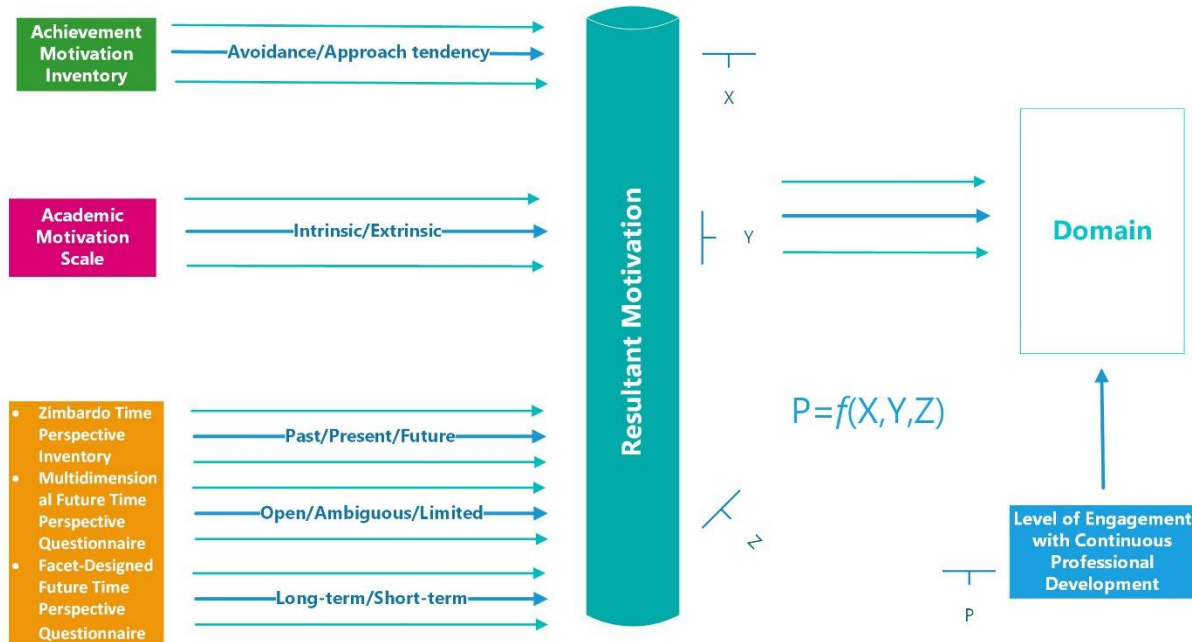 Achievement
Motivation
Inventory
Avoidance/Approach tendency
X
Academic
Motivation
Scale
Intrinsic/Extrinsic
Resultant Motivation
Y
Domain
• Zimbardo Time
Perspective
Inventory
• Multidimension
al Future Time
Perspective
Questionnaire
• Facet-Designed
Future Time
Perspective
Questionnaire
Past/Present/Future
Open/Ambiguous/Limited
Long-term/Short-term
Z
P=f(X,Y,Z)
Level of Engagement
with Continuous
Professional
Development
P